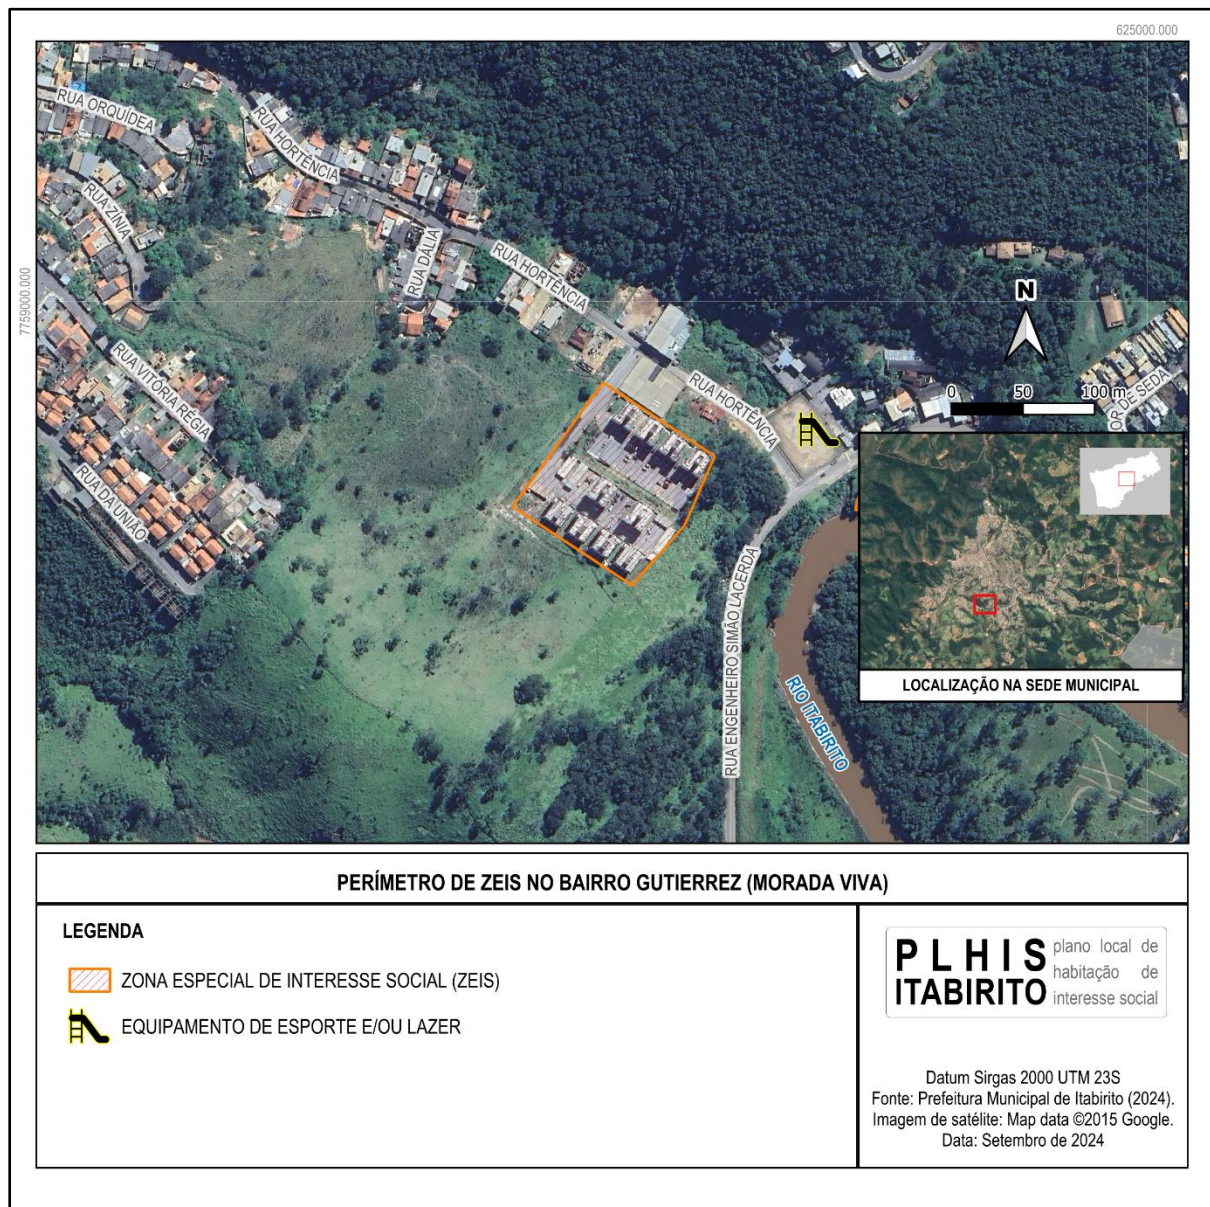 625000.000
7759000.000
RUA ORQUÍDEA
RUA HORTÊNCIA
RUA ZÍNIA
RUA DÁLIA
RUA HORTÊNCIA
RUA VITÓRIA RÉGIA
RUA DA UNIÃO
RUA HORTÊNCIA
N
0 50 100 m
OR DE SEDA
RUA ENGENHEIRO SIMÃO LACERDA
RIO ITABIRITO
LOCALIZAÇÃO NA SEDE MUNICIPAL
PERÍMETRO DE ZEIS NO BAIRRO GUTIERREZ (MORADA VIVA)
LEGENDA
ZONA ESPECIAL DE INTERESSE SOCIAL (ZEIS)
EQUIPAMENTO DE ESPORTE E/OU LAZER
PLHIS
ITABIRITO
plano local de
habitação de
interesse social
Datum Sirgas 2000 UTM 23S
Fonte: Prefeitura Municipal de Itabirito (2024).
Imagem de satélite: Map data ©2015 Google.
Data: Setembro de 2024